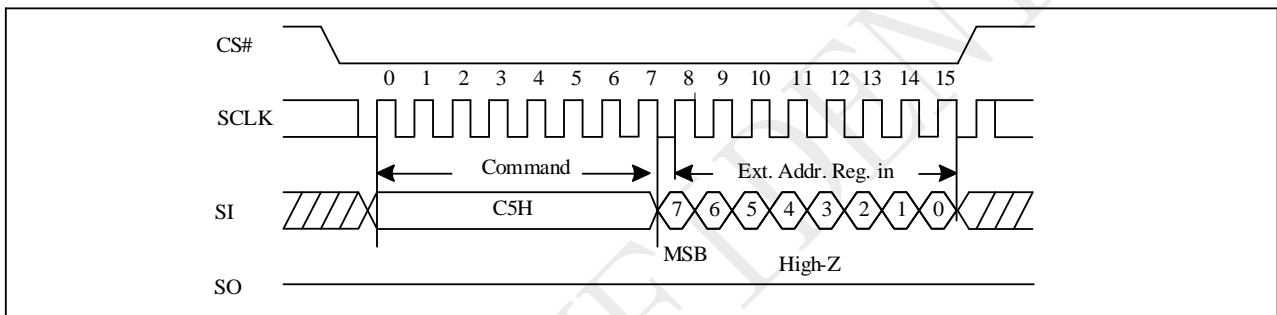 CS#
0 1 2 3 4 5 6 7 8 9 10 11 12 13 14 15
SCLK
Command Ext. Addr. Reg. in
SI C5H 7 6 5 4 3 2 1 0
MSB High-Z
SO